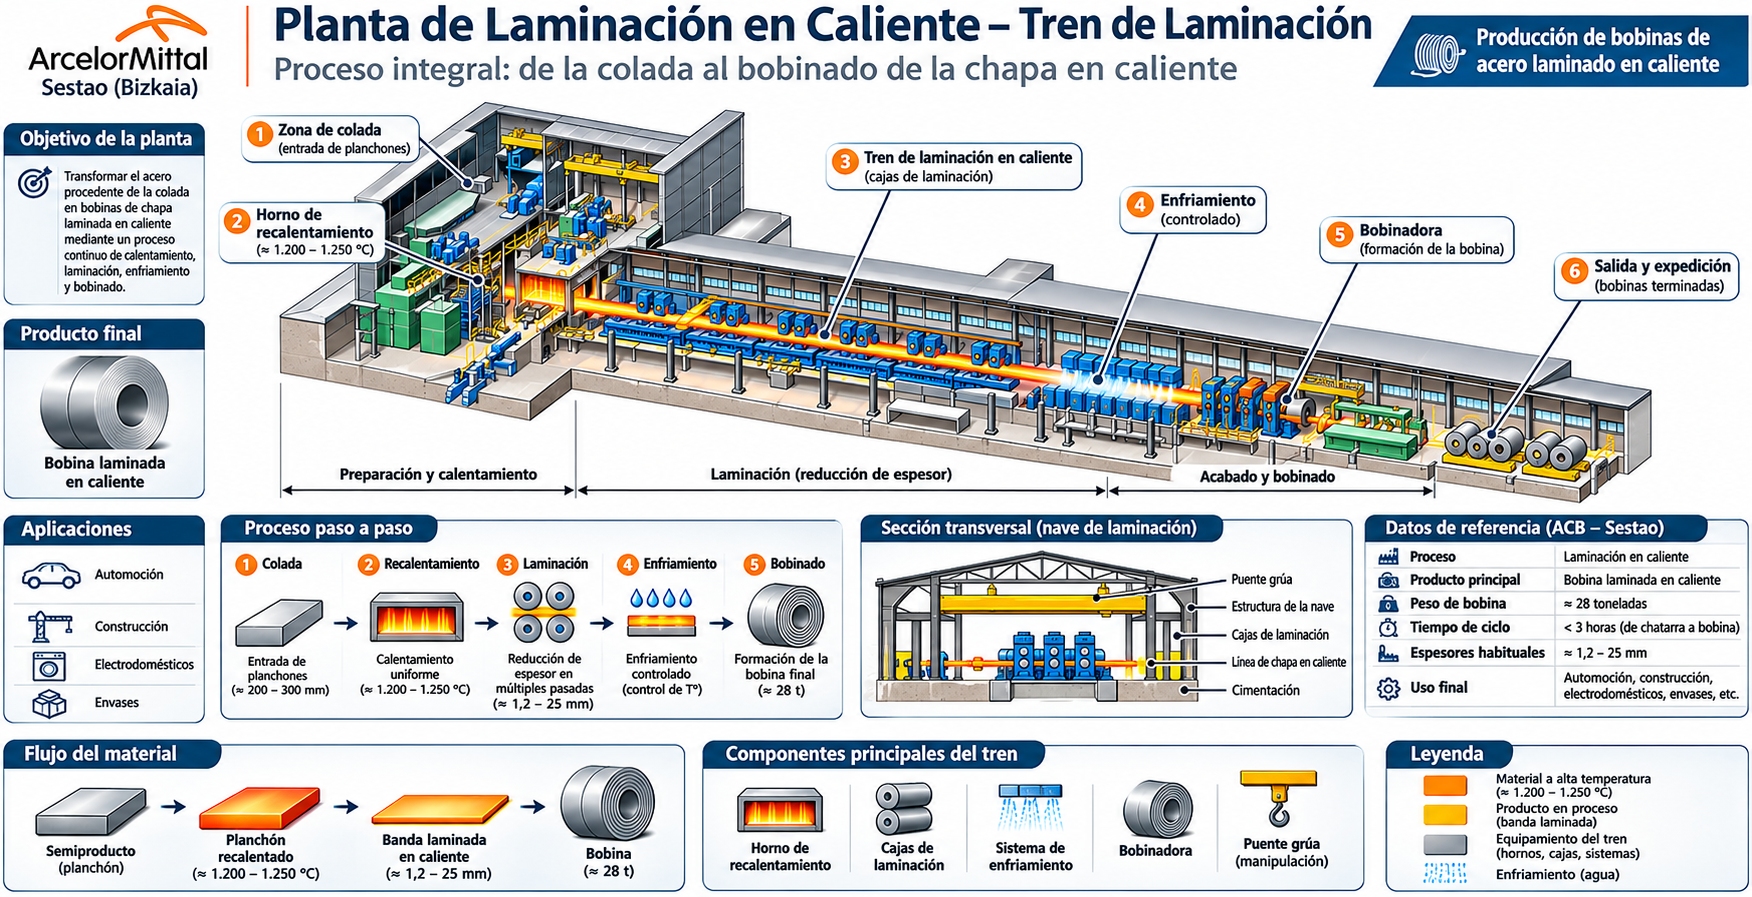 ArcelorMittal
Sestao (Bizkaia)
Planta de Laminación en Caliente – Tren de Laminación
Proceso integral: de la colada al bobinado de la chapa en caliente
Producción de bobinas de
acero laminado en caliente
Objetivo de la planta
Transformar el acero
procedente de la colada
en bobinas de chapa
laminada en caliente
mediante un proceso
continuo de calentamiento,
laminación, enfriamiento
y bobinado.
Producto final
Bobina laminada
en caliente
1 Zona de colada
(entrada de planchones)
2 Horno de
recalentamiento
(≈ 1.200 – 1.250 °C)
3 Tren de laminación en caliente
(cajas de laminación)
4 Enfriamiento
(controlado)
5 Bobinadora
(formación de la bobina)
6 Salida y expedición
(bobinas terminadas)
Preparación y calentamiento
Laminación (reducción de espesor)
Acabado y bobinado
Aplicaciones
Automoción
Construcción
Electrodomésticos
Envases
Proceso paso a paso
1 Colada
Entrada de
planchones
(≈ 200 – 300 mm)
2 Recalentamiento
Calentamiento
uniforme
(≈ 1.200 – 1.250 °C)
3 Laminación
Reducción de
espesor en
múltiples pasadas
(≈ 1,2 – 25 mm)
4 Enfriamiento
Enfriamiento
controlado
(control de Tº)
5 Bobinado
Formación de la
bobina final
(≈ 28 t)
Sección transversal (nave de laminación)
Puente grúa
Estructura de la nave
Cajas de laminación
Línea de chapa en caliente
Cimentación
Datos de referencia (ACB – Sestao)
Proceso Laminación en caliente
Producto principal Bobina laminada en caliente
Peso de bobina ≈ 28 toneladas
Tiempo de ciclo < 3 horas (de chatarra a bobina)
Espesores habituales ≈ 1,2 – 25 mm
Uso final Automoción, construcción,
electrodomésticos, envases, etc.
Flujo del material
Semiproducto
(planchón)
Planchón
recalentado
(≈ 1.200 – 1.250 °C)
Banda laminada
en caliente
(≈ 1,2 – 25 mm)
Bobina
(≈ 28 t)
Componentes principales del tren
Horno de
recalentamiento
Cajas de
laminación
Sistema de
enfriamiento
Bobinadora
Puente grúa
(manipulación)
Leyenda
Material a alta temperatura
(≈ 1.200 – 1.250 °C)
Producto en proceso
(banda laminada)
Equipamiento del tren
(hornos, cajas, sistemas)
Enfriamiento (agua)